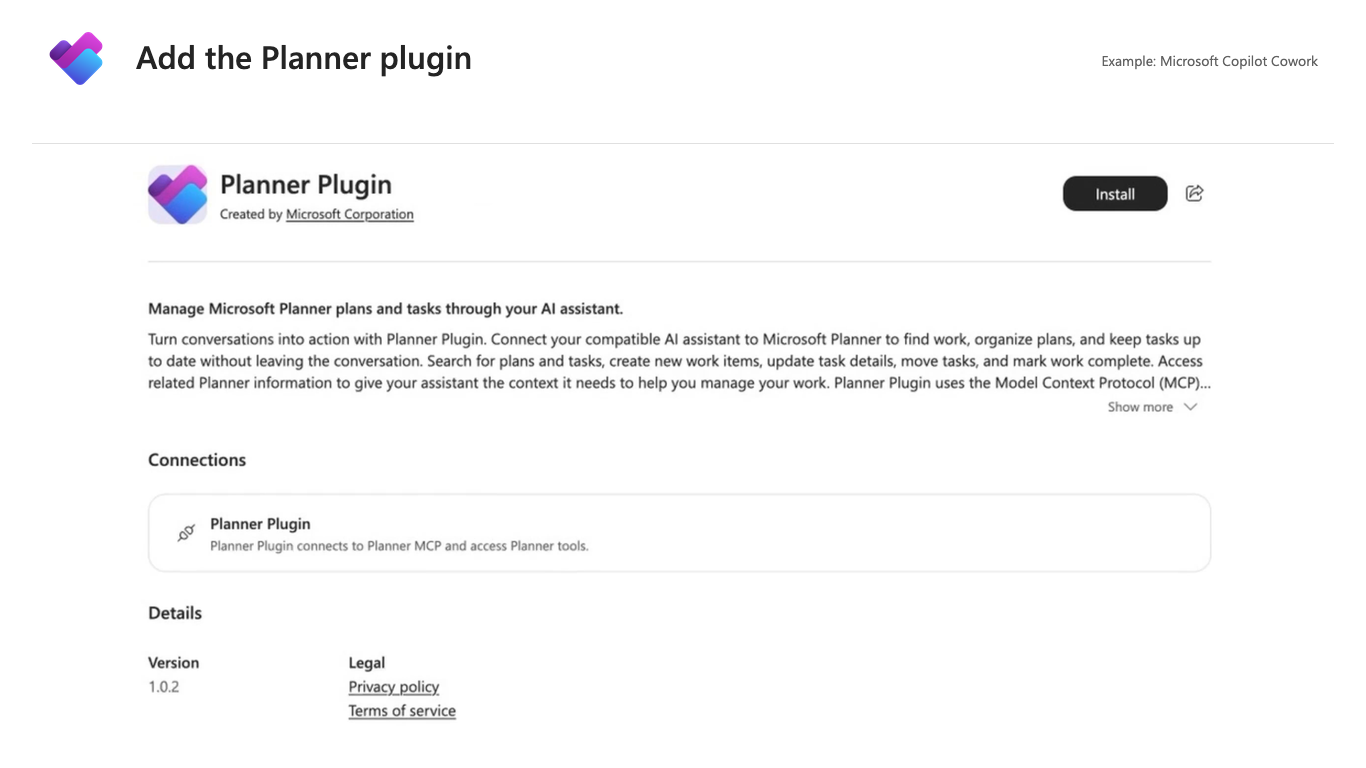 Add the Planner plugin
Example: Microsoft Copilot Cowork
Planner Plugin
Created by Microsoft Corporation
Install
Manage Microsoft Planner plans and tasks through your AI assistant.
Turn conversations into action with Planner Plugin. Connect your compatible AI assistant to Microsoft Planner to find work, organize plans, and keep tasks up
to date without leaving the conversation. Search for plans and tasks, create new work items, update task details, move tasks, and mark work complete. Access
related Planner information to give your assistant the context it needs to help you manage your work. Planner Plugin uses the Model Context Protocol (MCP)...
Show more
Connections
Planner Plugin
Planner Plugin connects to Planner MCP and access Planner tools.
Details
Version
1.0.2
Legal
Privacy policy
Terms of service